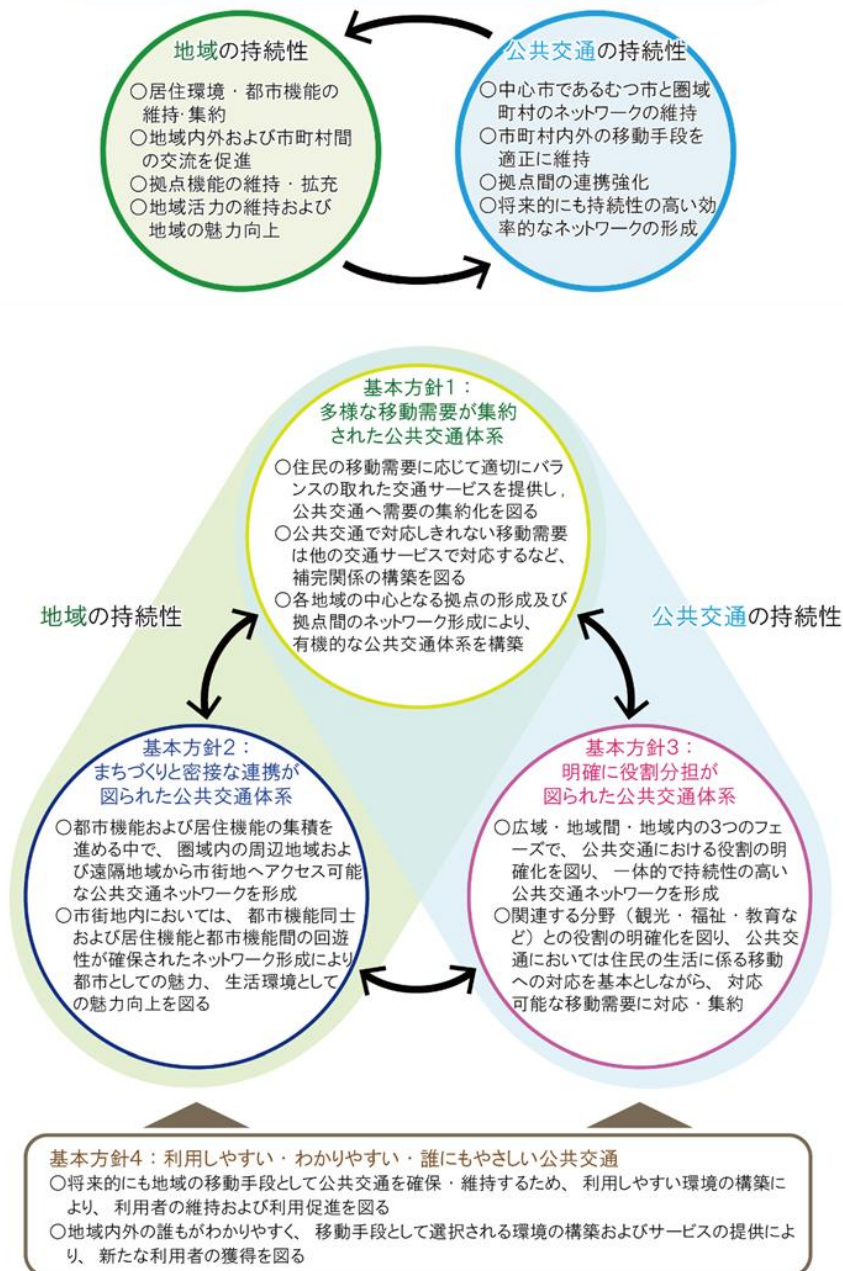 地域の持続性
○居住環境・都市機能の
維持・集約
○地域内外および市町村間
の交流を促進
○拠点機能の維持・拡充
○地域活力の維持および
地域の魅力向上
公共交通の持続性
○中心市であるむつ市と圏域
町村のネットワークの維持
○市町村内外の移動手段を
適正に維持
○拠点間の連携強化
○将来的にも持続性の高い効
率的なネットワークの形成
基本方針1：
多様な移動需要が集約
された公共交通体系
○住民の移動需要に応じて適切にバラ
ンスの取れた交通サービスを提供し，
公共交通へ需要の集約化を図る
○公共交通で対応しきれない移動需要
は他の交通サービスで対応するなど、
補完関係の構築を図る
○各地域の中心となる拠点の形成及び
拠点間のネットワーク形成により、
有機的な公共交通体系を構築
地域の持続性
公共交通の持続性
基本方針2：
まちづくりと密接な連携が
図られた公共交通体系
○都市機能および居住機能の集積を
進める中で、圏域内の周辺地域およ
び遠隔地域から市街地へアクセス可能
な公共交通ネットワークを形成
○市街地内においては、都市機能同士
および居住機能と都市機能間の回遊
性が確保されたネットワーク形成により
都市としての魅力、生活環境として
の魅力向上を図る
基本方針3：
明確に役割分担が
図られた公共交通体系
○広域・地域間・地域内の3つのフェ
ーズで、公共交通における役割の明
確化を図り、一体的で持続性の高い
公共交通ネットワークを形成
○関連する分野（観光・福祉・教育な
ど）との役割の明確化を図り、公共交
通においては住民の生活に係る移動
への対応を基本としながら、対応
可能な移動需要に対応・集約
基本方針4：利用しやすい・わかりやすい・誰にもやさしい公共交通
○将来的にも地域の移動手段として公共交通を確保・維持するため、利用しやすい環境の構築に
より、利用者の維持および利用促進を図る
○地域内外の誰もがわかりやすく、移動手段として選択される環境の構築およびサービスの提供によ
り、新たな利用者の獲得を図る